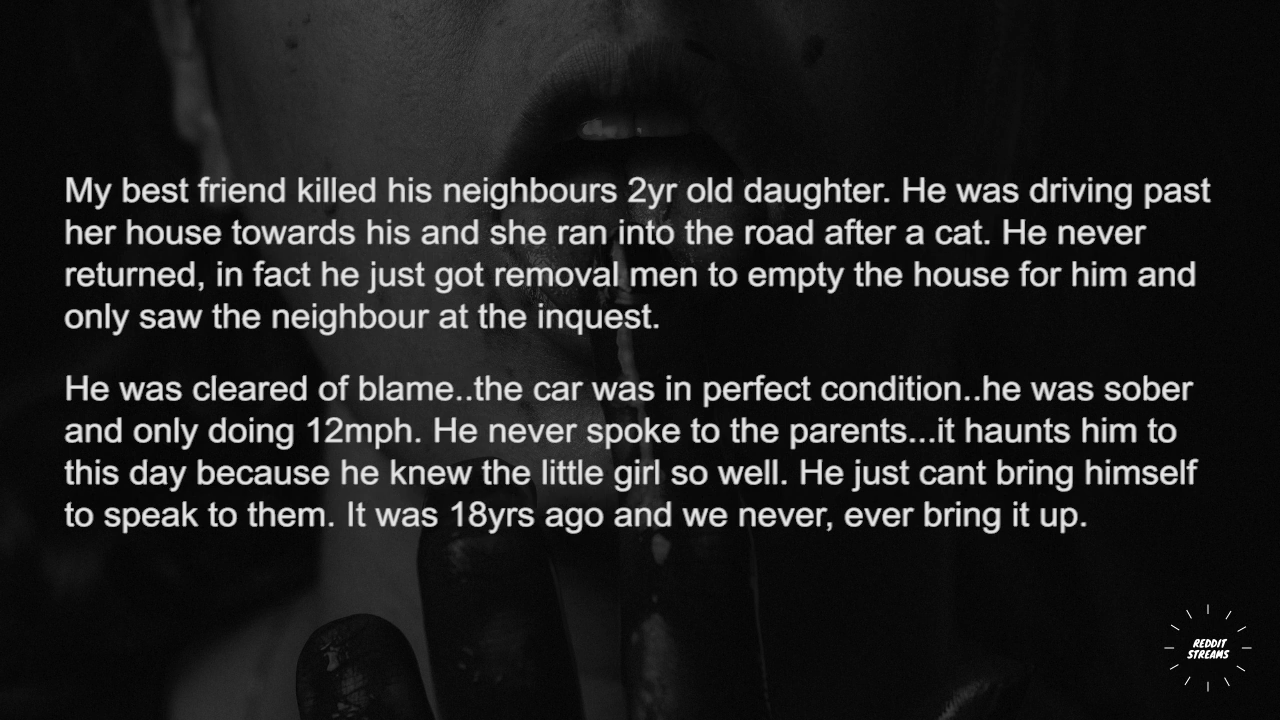 My best friend killed his neighbours 2yr old daughter. He was driving past
her house towards his and she ran into the road after a cat. He never
returned, in fact he just got removal men to empty the house for him and
only saw the neighbour at the inquest.
He was cleared of blame..the car was in perfect condition..he was sober
and only doing 12mph. He never spoke to the parents...it haunts him to
this day because he knew the little girl so well. He just cant bring himself
to speak to them. It was 18yrs ago and we never, ever bring it up.
REDDIT
STREAMS